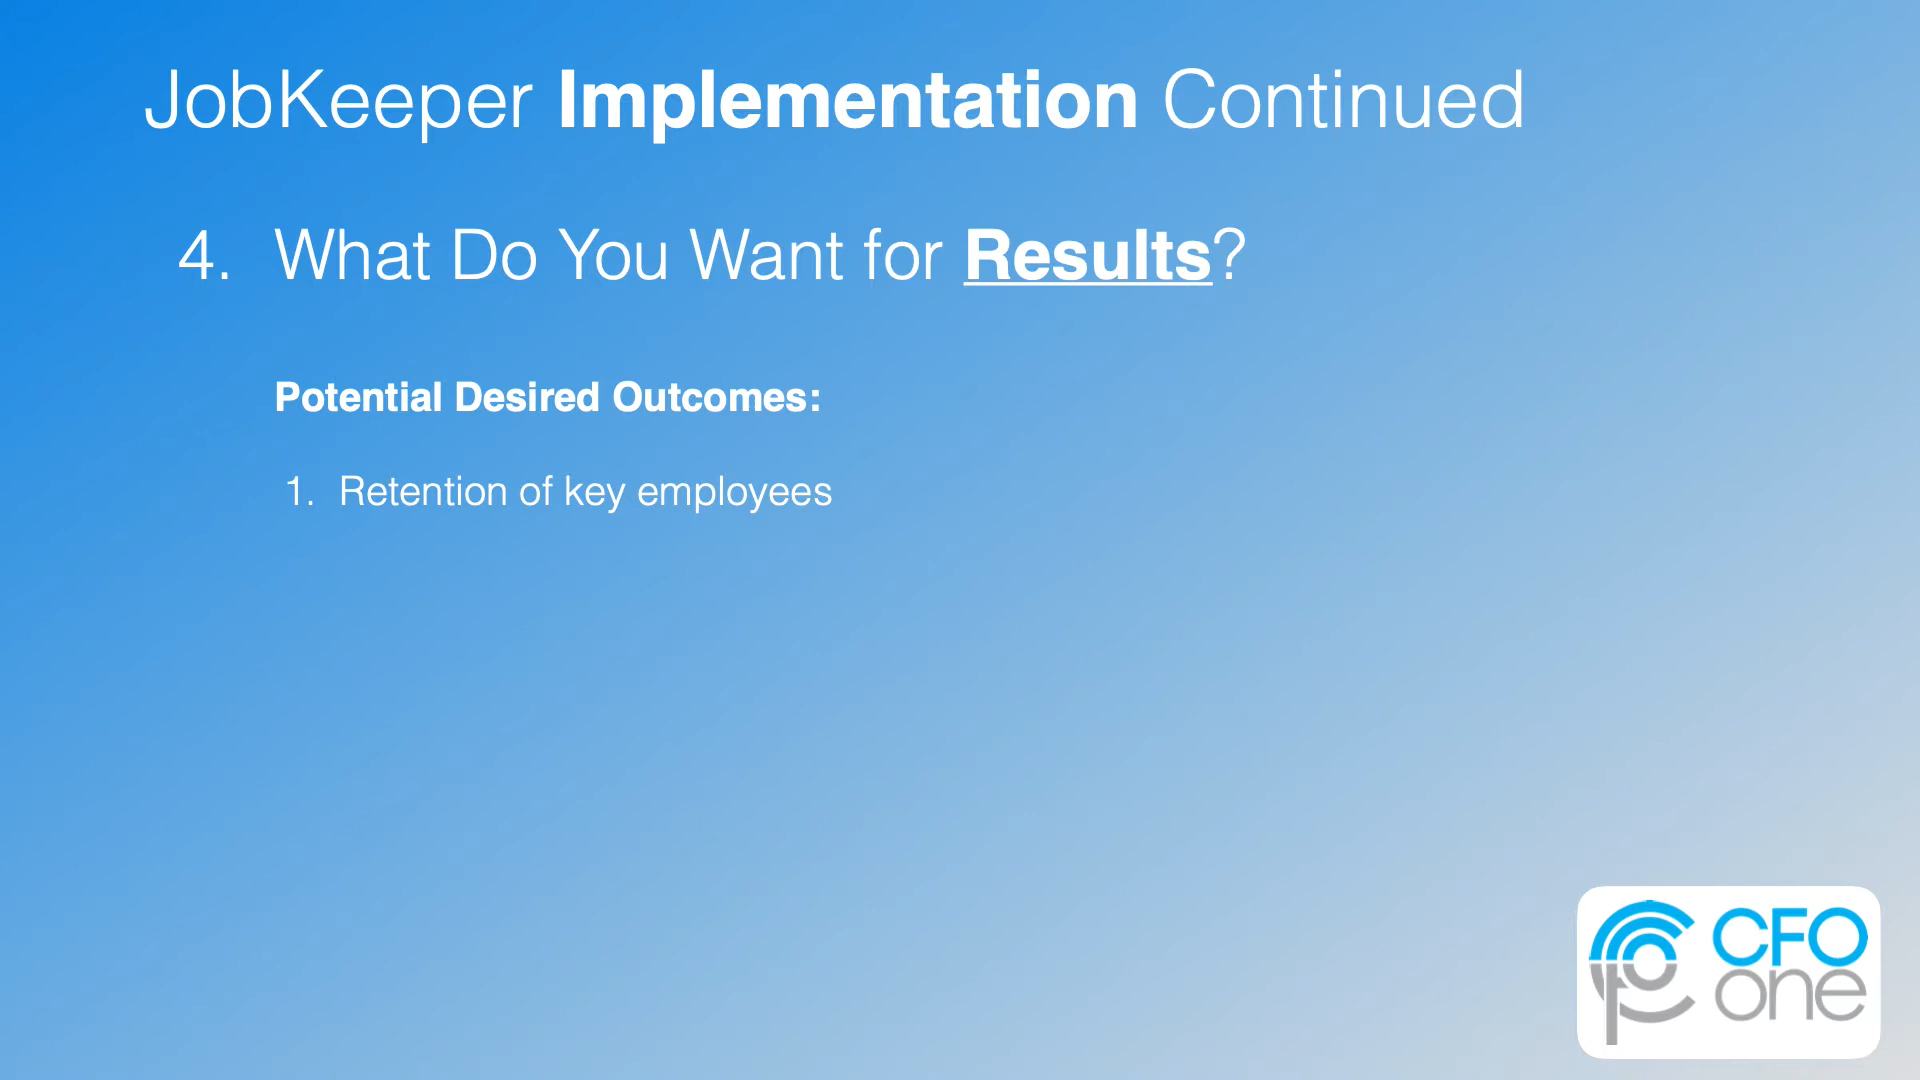 JobKeeper Implementation Continued
4. What Do You Want for Results?
Potential Desired Outcomes:
1. Retention of key employees
CFO
one